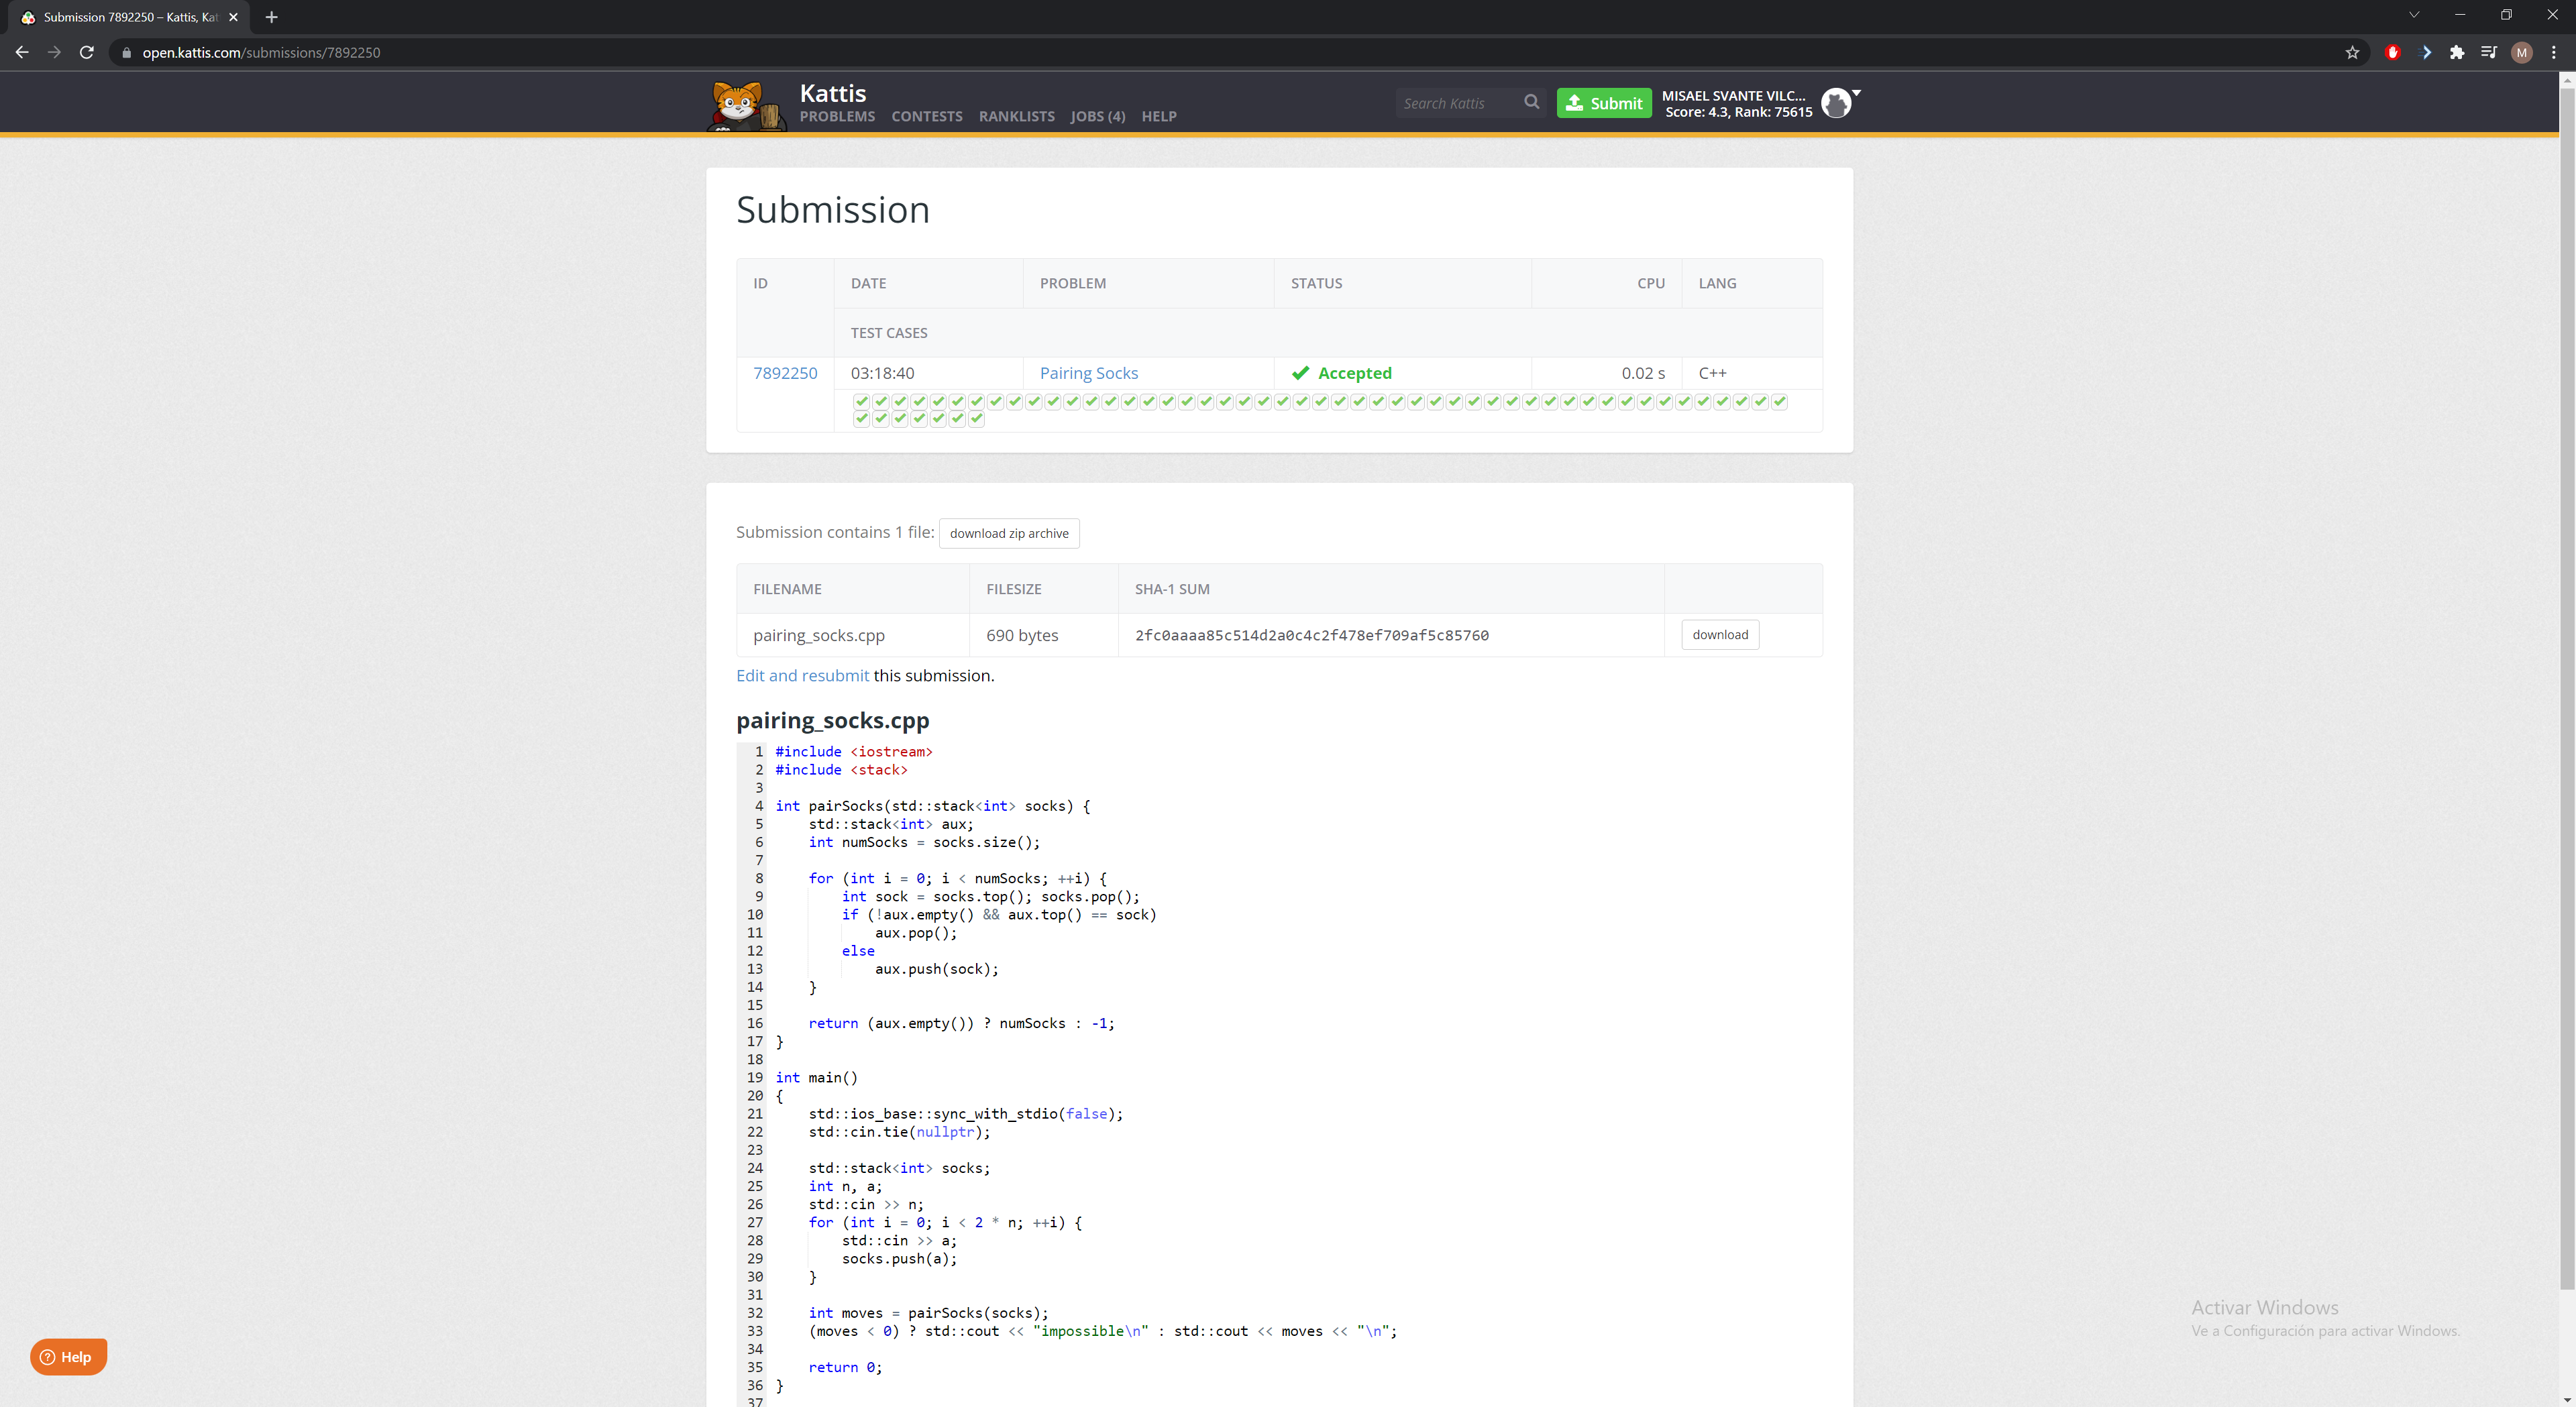 Submission 7892250 – Kattis, Kat
open.kattis.com/submissions/7892250
M
Kattis
PROBLEMS CONTESTS RANKLISTS JOBS (4) HELP
Search Kattis
Submit
MISAEL SVANTE VILC...
Score: 4.3, Rank: 75615
Submission
ID DATE PROBLEM STATUS CPU LANG
TEST CASES
7892250 03:18:40 Pairing Socks Accepted 0.02 s C++
Submission contains 1 file: download zip archive
FILENAME FILESIZE SHA-1 SUM
pairing_socks.cpp 690 bytes 2fc0aaaa85c514d2a0c4c2f478ef709af5c85760 download
Edit and resubmit this submission.
pairing_socks.cpp
1 #include <iostream>
2 #include <stack>
3
4 int pairSocks(std::stack<int> socks) {
5     std::stack<int> aux;
6     int numSocks = socks.size();
7
8     for (int i = 0; i < numSocks; ++i) {
9         int sock = socks.top(); socks.pop();
10         if (!aux.empty() && aux.top() == sock)
11             aux.pop();
12         else
13             aux.push(sock);
14     }
15
16     return (aux.empty()) ? numSocks : -1;
17 }
18
19 int main()
20 {
21     std::ios_base::sync_with_stdio(false);
22     std::cin.tie(nullptr);
23
24     std::stack<int> socks;
25     int n, a;
26     std::cin >> n;
27     for (int i = 0; i < 2 * n; ++i) {
28         std::cin >> a;
29         socks.push(a);
30     }
31
32     int moves = pairSocks(socks);
33     (moves < 0) ? std::cout << "impossible\n" : std::cout << moves << "\n";
34
35     return 0;
36 }
37
Activar Windows
Ve a Configuración para activar Windows.
? Help